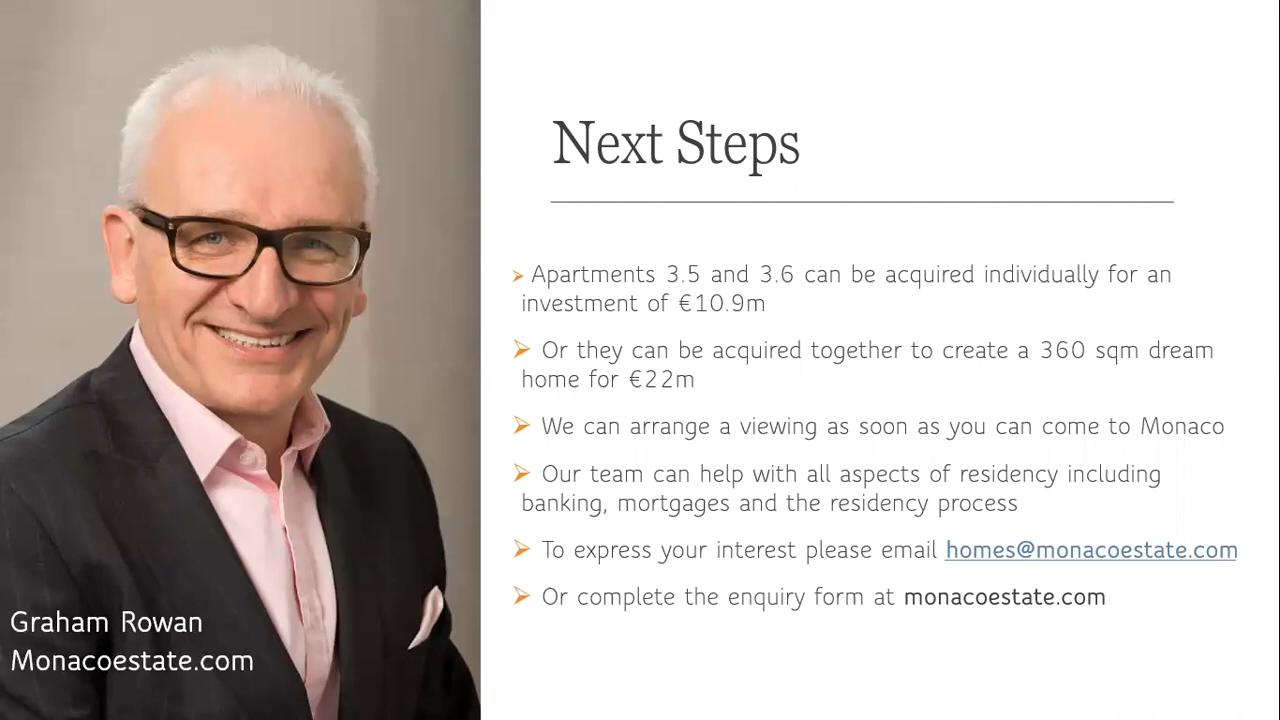 Next Steps
Apartments 3.5 and 3.6 can be acquired individually for an
investment of €10.9m
Or they can be acquired together to create a 360 sqm dream
home for €22m
We can arrange a viewing as soon as you can come to Monaco
Our team can help with all aspects of residency including
banking, mortgages and the residency process
To express your interest please email homes@monacoestate.com
Or complete the enquiry form at monacoestate.com
Graham Rowan
Monacoestate.com